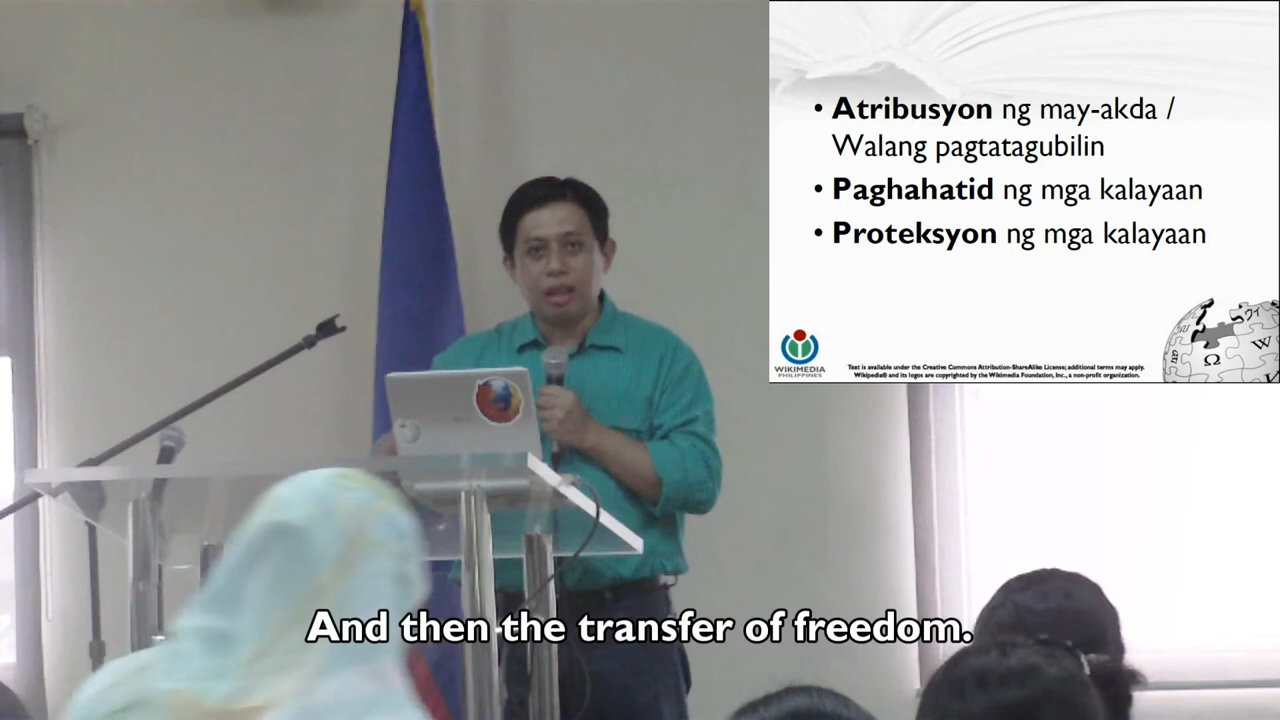 • Atribusyon ng may-akda /
Walang pagtatagubilin
• Paghahatid ng mga kalayaan
• Proteksyon ng mga kalayaan
WIKIMEDIA
PHILIPPINES
Text is available under the Creative Commons Attribution-ShareAlike License; additional terms may apply.
Wikipedia® and its logos are copyrighted by the Wikimedia Foundation, Inc., a non-profit organization.
Ω
W
And then the transfer of freedom.